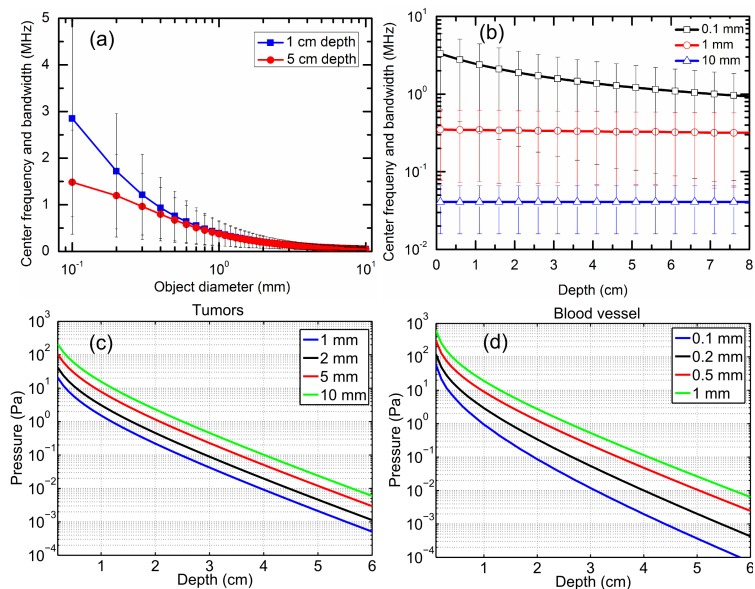 (a)
1 cm depth
5 cm depth
Center frequency and bandwidth (MHz)
5
4
3
2
1
0
10⁻¹
10⁰
10¹
Object diameter (mm)
(b)
0.1 mm
1 mm
10 mm
Center frequeny and bandwidth (MHz)
10¹
10⁰
10⁻¹
10⁻²
0 1 2 3 4 5 6 7 8
Depth (cm)
Tumors
(c)
1 mm
2 mm
5 mm
10 mm
Pressure (Pa)
10³
10²
10¹
10⁰
10⁻¹
10⁻²
10⁻³
10⁻⁴
1 2 3 4 5 6
Depth (cm)
Blood vessel
(d)
0.1 mm
0.2 mm
0.5 mm
1 mm
Pressure (Pa)
10³
10²
10¹
10⁰
10⁻¹
10⁻²
10⁻³
10⁻⁴
1 2 3 4 5 6
Depth (cm)